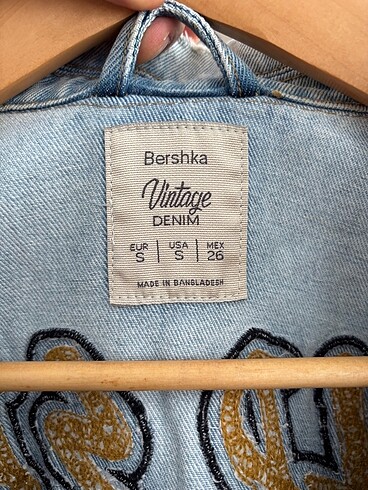 Bershka
Vintage
DENIM
EUR USA MEX
S S 26
MADE IN BANGLADESH